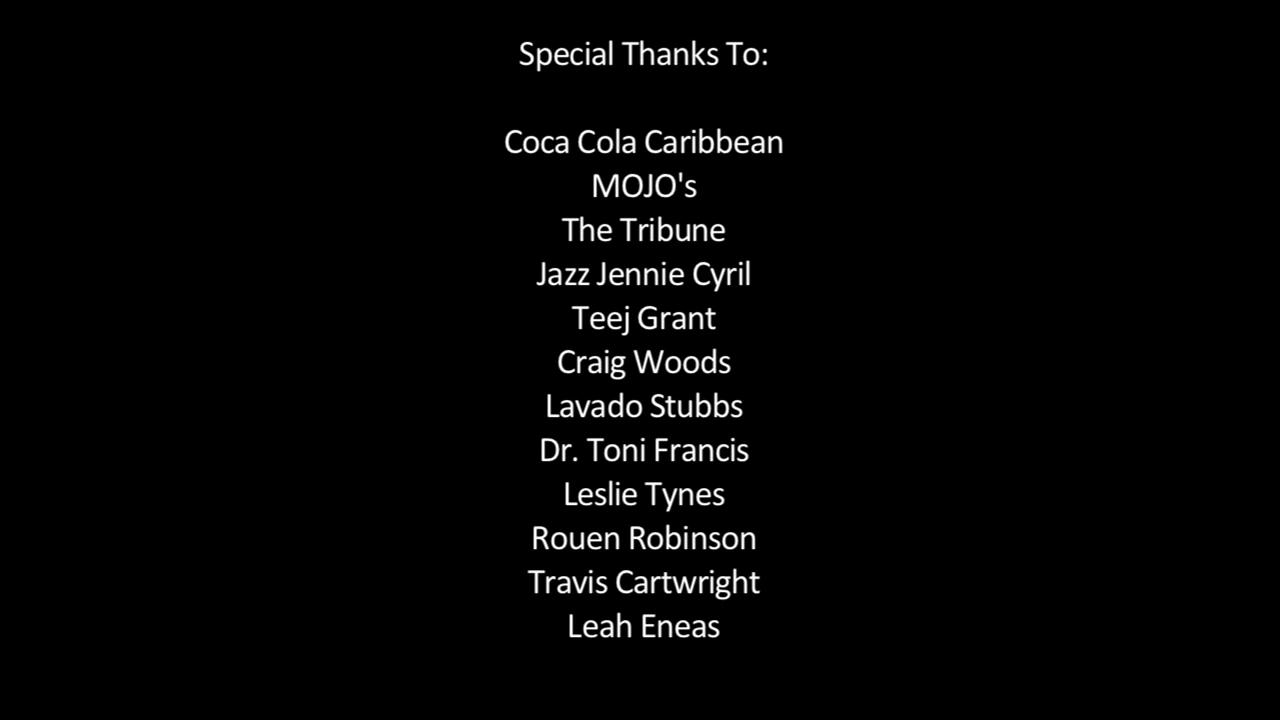 Special Thanks To:
Coca Cola Caribbean
MOJO's
The Tribune
Jazz Jennie Cyril
Teej Grant
Craig Woods
Lavado Stubbs
Dr. Toni Francis
Leslie Tynes
Rouen Robinson
Travis Cartwright
Leah Eneas